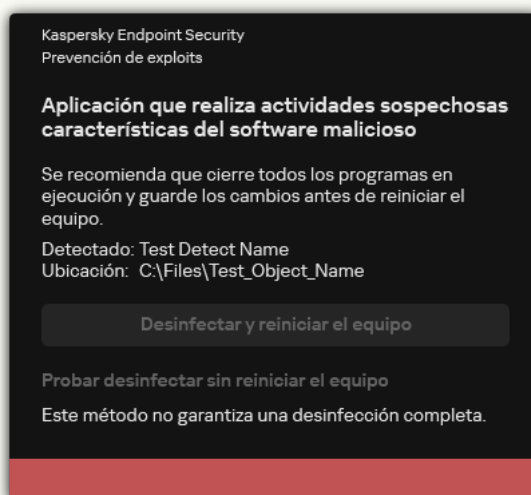 Kaspersky Endpoint Security
Prevención de exploits
Aplicación que realiza actividades sospechosas
características del software malicioso
Se recomienda que cierre todos los programas en
ejecución y guarde los cambios antes de reiniciar el
equipo.
Detectado: Test Detect Name
Ubicación: C:\Files\Test_Object_Name
Desinfectar y reiniciar el equipo
Probar desinfectar sin reiniciar el equipo
Este método no garantiza una desinfección completa.